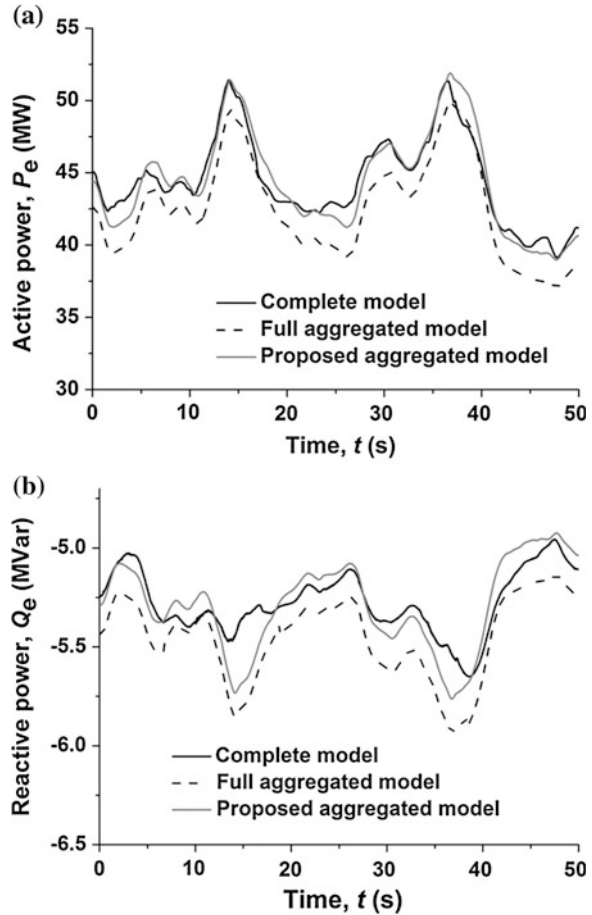 (a)
55
50
45
40
35
30
Active power, Pe (MW)
Complete model
Full aggregated model
Proposed aggregated model
0 10 20 30 40 50
Time, t (s)
(b)
-5.0
-5.5
-6.0
-6.5
Reactive power, Qe (MVar)
Complete model
Full aggregated model
Proposed aggregated model
0 10 20 30 40 50
Time, t (s)